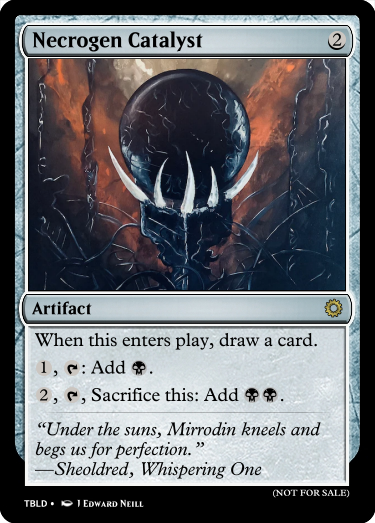 Necrogen Catalyst 2
Artifact
When this enters play, draw a card.
1, : Add .
2, , Sacrifice this: Add .
“Under the suns, Mirrodin kneels and
begs us for perfection.”
—Sheoldred, Whispering One
TBLD • 1 Edward Neill
(NOT FOR SALE)